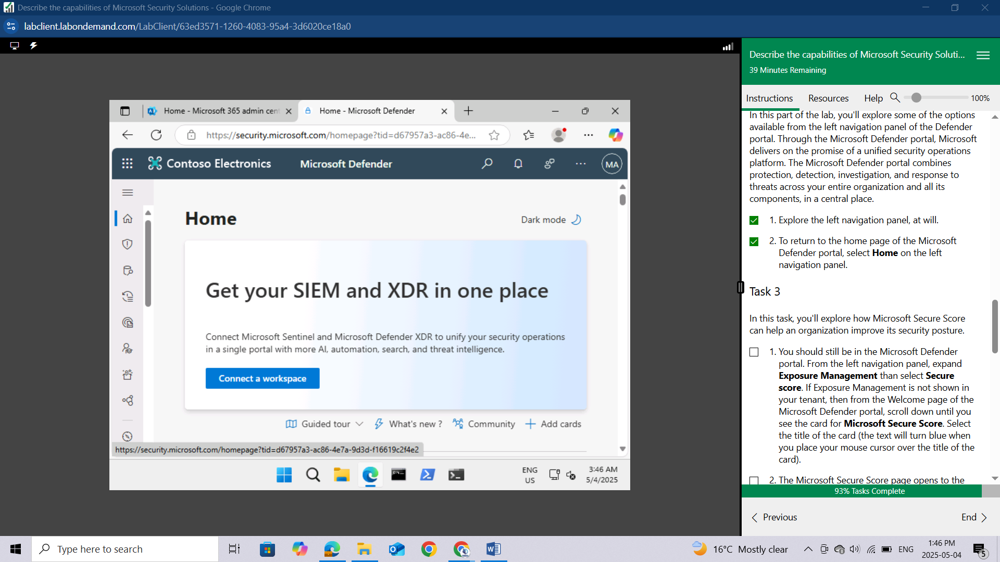 Describe the capabilities of Microsoft Security Solutions - Google Chrome
labclient.labondemand.com/LabClient/63ed3571-1260-4083-95a4-3d6020ce18a0
Home - Microsoft 365 admin cent
Home - Microsoft Defender
https://security.microsoft.com/homepage?tid=d67957a3-ac86-4e...
Contoso Electronics
Microsoft Defender
MA
Home
Dark mode
Get your SIEM and XDR in one place
Connect Microsoft Sentinel and Microsoft Defender XDR to unify your security operations
in a single portal with more AI, automation, search, and threat intelligence.
Connect a workspace
Guided tour
What's new ?
Community
Add cards
https://security.microsoft.com/homepage?tid=d67957a3-ac86-4e7a-9d3d-f16619c2f4e2
ENG
US
3:46 AM
5/4/2025
Describe the capabilities of Microsoft Security Soluti...
39 Minutes Remaining
Instructions
Resources
Help
100%
In this part of the lab, you'll explore some of the options
available from the left navigation panel of the Defender
portal. Through the Microsoft Defender portal, Microsoft
delivers on the promise of a unified security operations
platform. The Microsoft Defender portal combines
protection, detection, investigation, and response to
threats across your entire organization and all its
components, in a central place.
1. Explore the left navigation panel, at will.
2. To return to the home page of the Microsoft
Defender portal, select Home on the left
navigation panel.
Task 3
In this task, you'll explore how Microsoft Secure Score
can help an organization improve its security posture.
1. You should still be in the Microsoft Defender
portal. From the left navigation panel, expand
Exposure Management than select Secure
score. If Exposure Management is not shown in
your tenant, then from the Welcome page of the
Microsoft Defender portal, scroll down until you
see the card for Microsoft Secure Score. Select
the title of the card (the text will turn blue when
you place your mouse cursor over the title of the
card).
2. The Microsoft Secure Score page opens to the
93% Tasks Complete
Previous
End
Type here to search
16°C Mostly clear
ENG
1:46 PM
2025-05-04
5